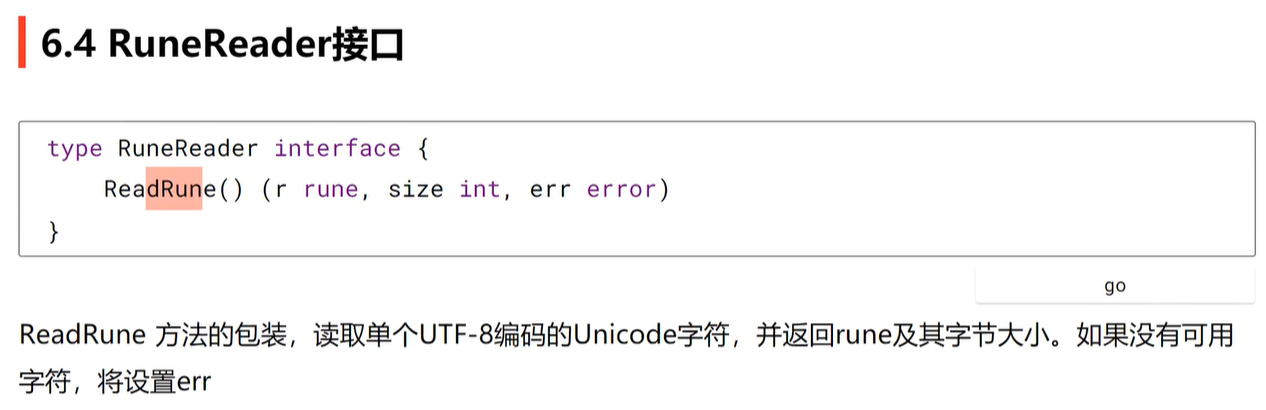 6.4 RuneReader接口
type RuneReader interface {
    ReadRune() (r rune, size int, err error)
}
go
ReadRune 方法的包装，读取单个UTF-8编码的Unicode字符，并返回rune及其字节大小。如果没有可用
字符，将设置err